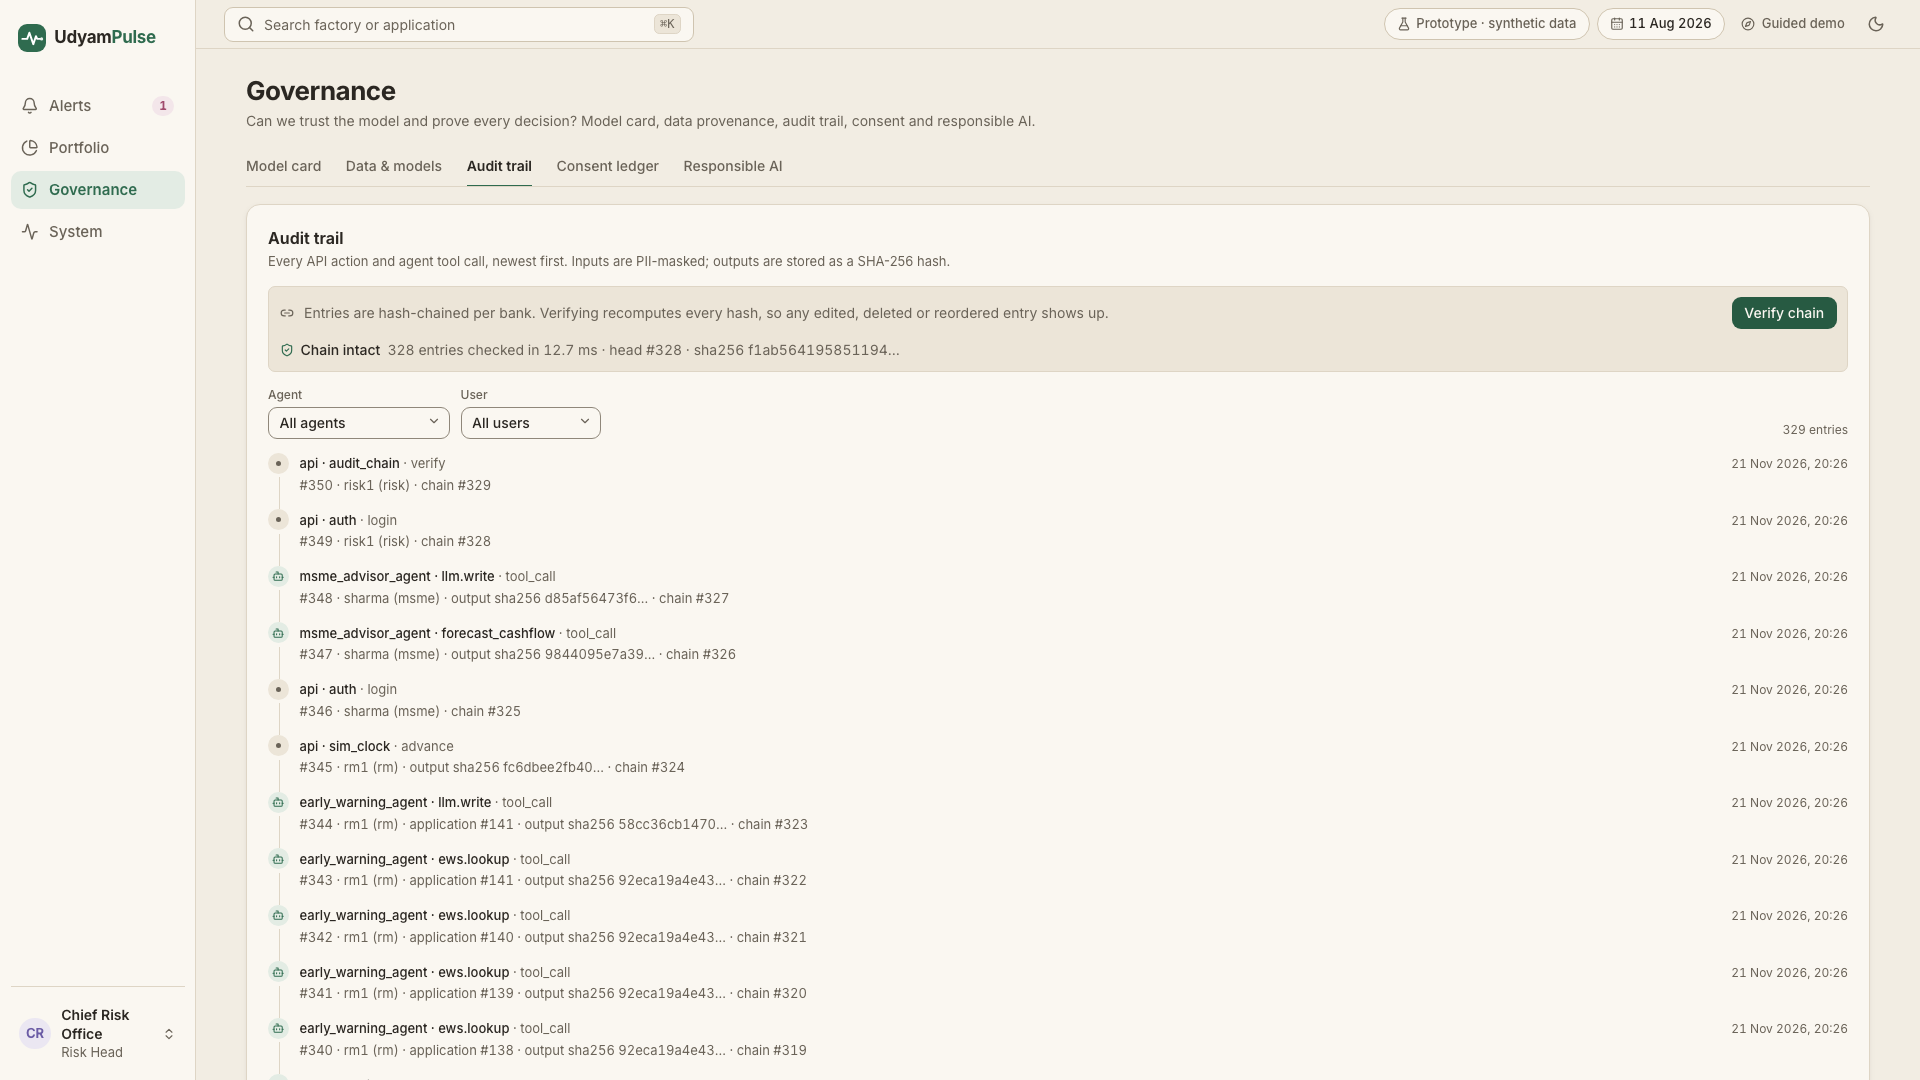 UdyamPulse
Search factory or application
⌘K
Prototype · synthetic data
11 Aug 2026
Guided demo
Alerts
1
Portfolio
Governance
System
Governance
Can we trust the model and prove every decision? Model card, data provenance, audit trail, consent and responsible AI.
Model card
Data & models
Audit trail
Consent ledger
Responsible AI
Audit trail
Every API action and agent tool call, newest first. Inputs are PII-masked; outputs are stored as a SHA-256 hash.
Entries are hash-chained per bank. Verifying recomputes every hash, so any edited, deleted or reordered entry shows up.
Verify chain
Chain intact 328 entries checked in 12.7 ms · head #328 · sha256 f1ab564195851194...
Agent
User
All agents
All users
329 entries
api · audit_chain · verify
21 Nov 2026, 20:26
#350 · risk1 (risk) · chain #329
api · auth · login
21 Nov 2026, 20:26
#349 · risk1 (risk) · chain #328
msme_advisor_agent · llm.write · tool_call
21 Nov 2026, 20:26
#348 · sharma (msme) · output sha256 d85af56473f6... · chain #327
msme_advisor_agent · forecast_cashflow · tool_call
21 Nov 2026, 20:26
#347 · sharma (msme) · output sha256 9844095e7a39... · chain #326
api · auth · login
21 Nov 2026, 20:26
#346 · sharma (msme) · chain #325
api · sim_clock · advance
21 Nov 2026, 20:26
#345 · rm1 (rm) · output sha256 fc6dbee2fb40... · chain #324
early_warning_agent · llm.write · tool_call
21 Nov 2026, 20:26
#344 · rm1 (rm) · application #141 · output sha256 58cc36cb1470... · chain #323
early_warning_agent · ews.lookup · tool_call
21 Nov 2026, 20:26
#343 · rm1 (rm) · application #141 · output sha256 92eca19a4e43... · chain #322
early_warning_agent · ews.lookup · tool_call
21 Nov 2026, 20:26
#342 · rm1 (rm) · application #140 · output sha256 92eca19a4e43... · chain #321
early_warning_agent · ews.lookup · tool_call
21 Nov 2026, 20:26
#341 · rm1 (rm) · application #139 · output sha256 92eca19a4e43... · chain #320
early_warning_agent · ews.lookup · tool_call
21 Nov 2026, 20:26
#340 · rm1 (rm) · application #138 · output sha256 92eca19a4e43... · chain #319
CR
Chief Risk
Office
Risk Head